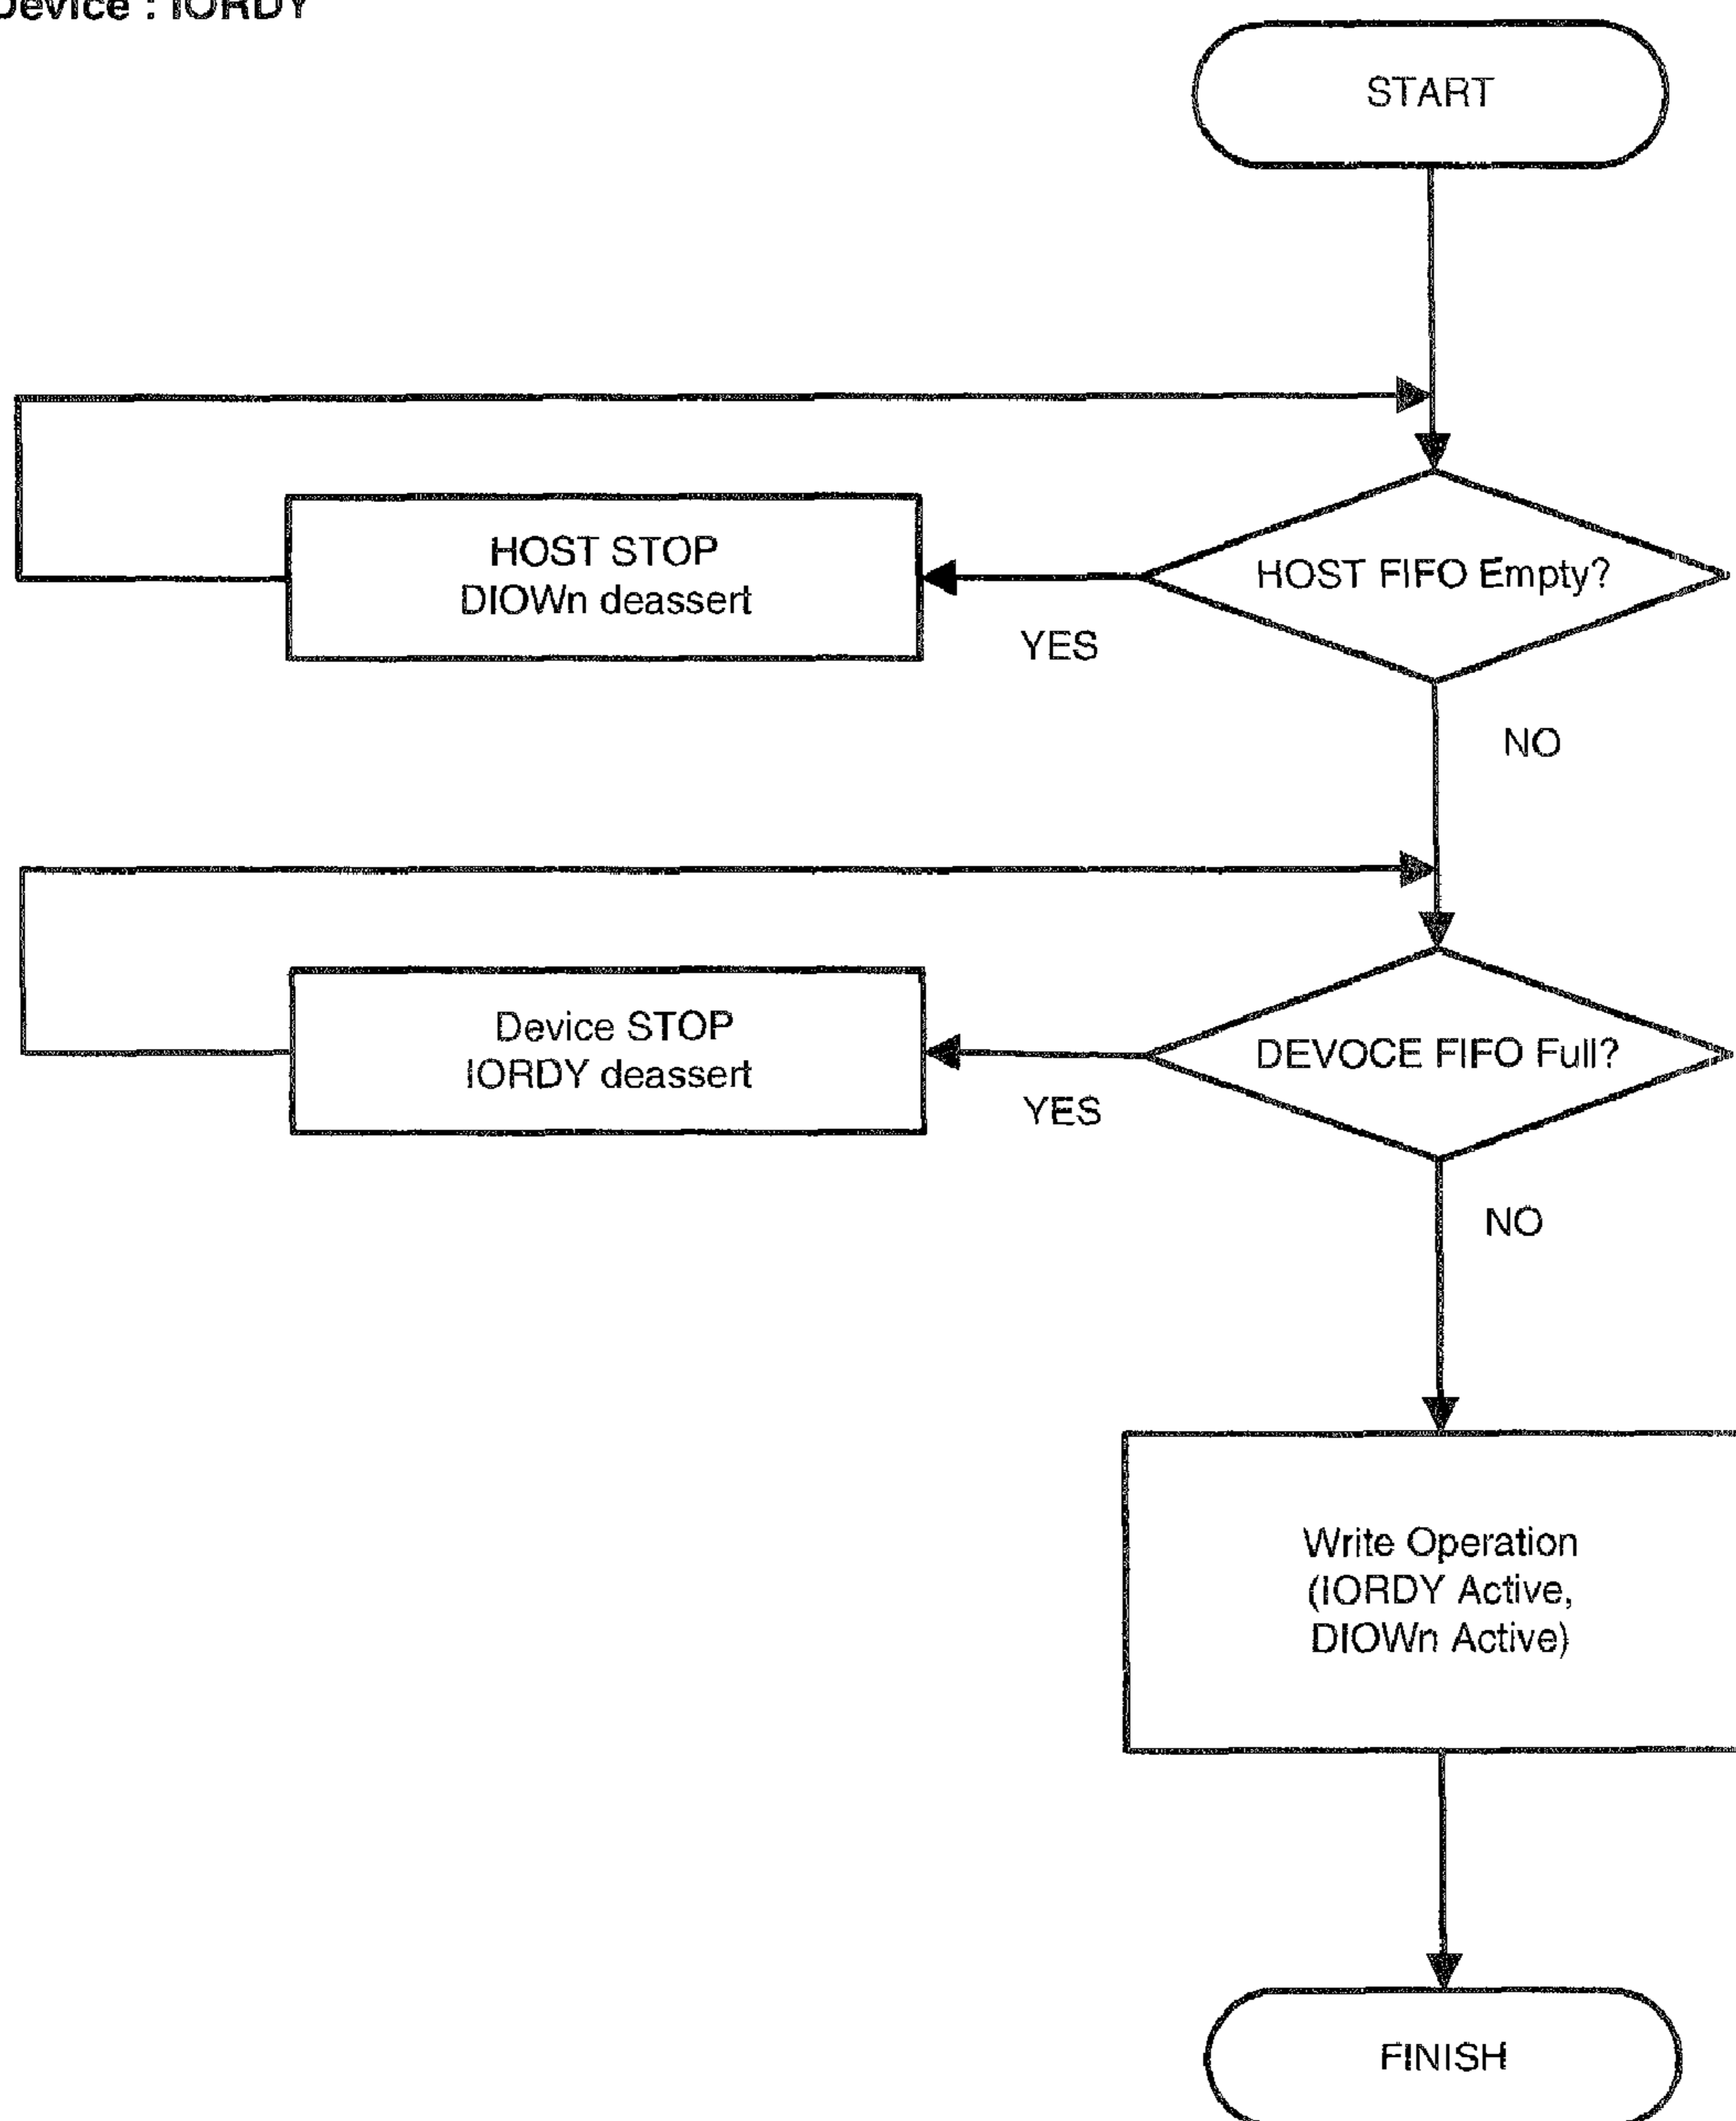 Device : IORDY
START
HOST STOP
DIOWn deassert
HOST FIFO Empty?
YES
NO
Device STOP
IORDY deassert
DEVOCE FIFO Full?
YES
NO
Write Operation
(IORDY Active,
DIOWn Active)
FINISH